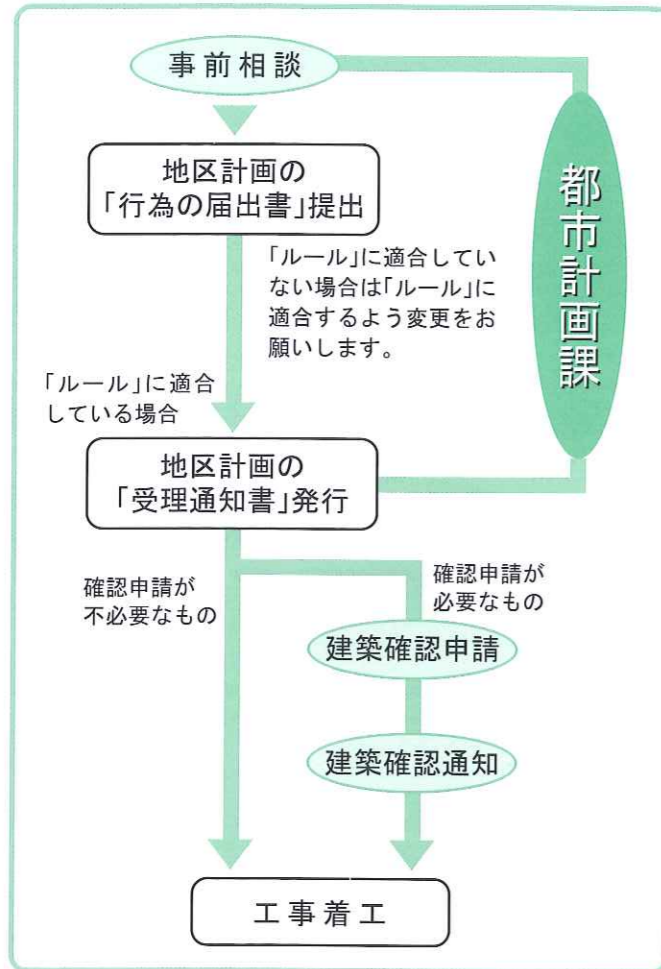 事前相談
地区計画の
「行為の届出書」提出
都市計画課
「ルール」に適合してい
ない場合は「ルール」に
適合するよう変更をお
願いします。
「ルール」に適合
している場合
地区計画の
「受理通知書」発行
確認申請が
不必要なもの
確認申請が
必要なもの
建築確認申請
建築確認通知
工事着工